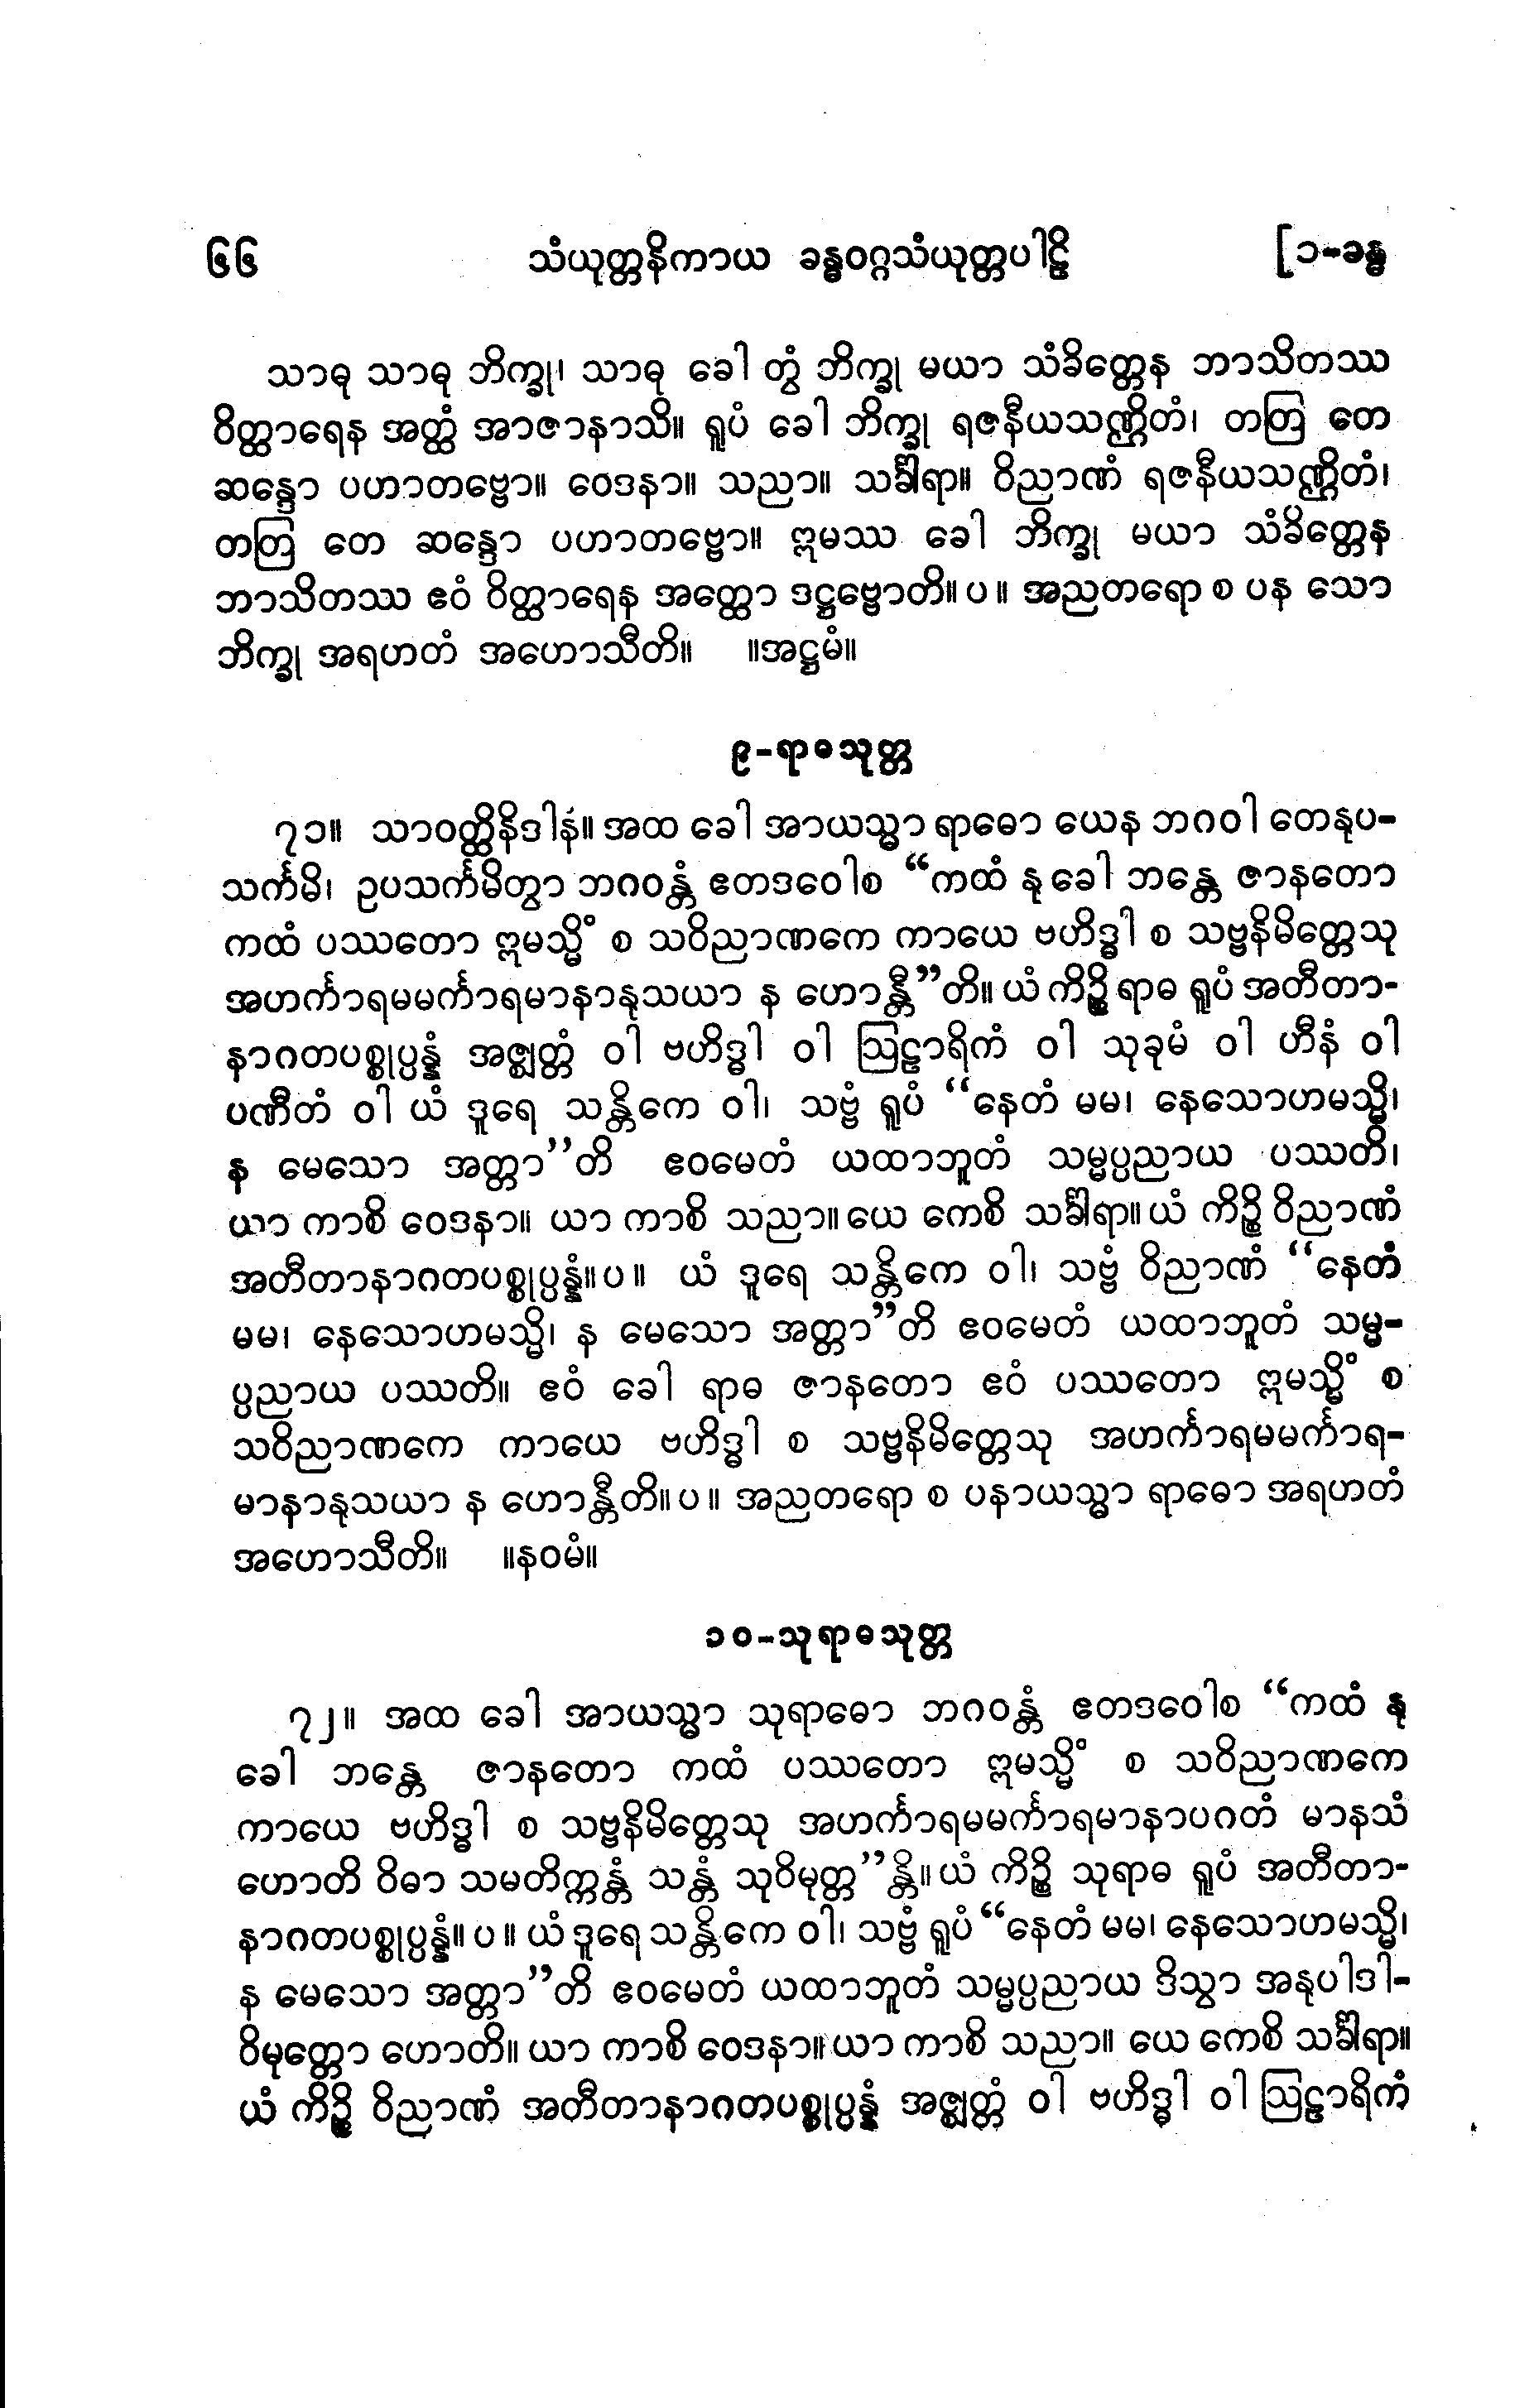 ၆၆ သံယုတ္တနိကာယ ခန္ဓဝဂ္ဂသံယုတ္တပါဠိ [၁-ခန္ဓ
သာဓု သာဓု ဘိက္ခု၊ သာဓု ခေါ တွံ ဘိက္ခု မယာ သံခိတ္တေန ဘာသိတဿ
ဝိတ္ထာရေန အတ္ထံ အာဇာနာသိ။ ရူပံ ခေါ ဘိက္ခု ရဇနီယသဏ္ဌိတံ၊ တတြ တေ
ဆန္ဒော ပဟာတဗ္ဗော။ ဝေဒနာ။ သညာ။ သင်္ခါရာ။ ဝိညာဏံ ရဇနီယသဏ္ဌိတံ၊
တတြ တေ ဆန္ဒော ပဟာတဗ္ဗော။ ဣမဿ ခေါ ဘိက္ခု မယာ သံခိတ္တေန
ဘာသိတဿ ဧဝံ ဝိတ္ထာရေန အတ္ထော ဒဋ္ဌဗ္ဗောတိ။ ပ ။ အညတရော စ ပန သော
ဘိက္ခု အရဟတံ အဟောသီတိ။ ။အဋ္ဌမံ။
၉-ရာဓသုတ္တ
၇၁။ သာဝတ္ထိနိဒါနံ။ အထ ခေါ အာယသ္မာ ရာဓော ယေန ဘဂဝါ တေနုပ-
သင်္ကမိ၊ ဥပသင်္ကမိတွာ ဘဂဝန္တံ ဧတဒဝေါစ “ကထံ နု ခေါ ဘန္တေ ဇာနတော
ကထံ ပဿတော ဣမသ္မိံ စ သဝိညာဏကေ ကာယေ ဗဟိဒ္ဓါ စ သဗ္ဗနိမိတ္တေသု
အဟင်္ကာရမမင်္ကာရမာနာနုသယာ န ဟောန္တီ”တိ။ ယံ ကိဉ္စိ ရာဓ ရူပံ အတီတာ-
နာဂတပစ္စုပ္ပန္နံ အဇ္ဈတ္တံ ဝါ ဗဟိဒ္ဓါ ဝါ ဩဠာရိကံ ဝါ သုခုမံ ဝါ ဟီနံ ဝါ
ပဏီတံ ဝါ ယံ ဒူရေ သန္တိကေ ဝါ၊ သဗ္ဗံ ရူပံ “နေတံ မမ၊ နေသောဟမသ္မိ၊
န မေသော အတ္တာ”တိ ဧဝမေတံ ယထာဘူတံ သမ္မပ္ပညာယ ပဿတိ၊
ယာ ကာစိ ဝေဒနာ။ ယာ ကာစိ သညာ။ ယေ ကေစိ သင်္ခါရာ။ ယံ ကိဉ္စိ ဝိညာဏံ
အတီတာနာဂတပစ္စုပ္ပန္နံ။ ပ ။ ယံ ဒူရေ သန္တိကေ ဝါ၊ သဗ္ဗံ ဝိညာဏံ “နေတံ
မမ၊ နေသောဟမသ္မိ၊ န မေသော အတ္တာ”တိ ဧဝမေတံ ယထာဘူတံ သမ္မ-
ပ္ပညာယ ပဿတိ။ ဧဝံ ခေါ ရာဓ ဇာနတော ဧဝံ ပဿတော ဣမသ္မိံ စ
သဝိညာဏကေ ကာယေ ဗဟိဒ္ဓါ စ သဗ္ဗနိမိတ္တေသု အဟင်္ကာရမမင်္ကာရ-
မာနာနုသယာ န ဟောန္တီတိ။ ပ ။ အညတရော စ ပနာယသ္မာ ရာဓော အရဟတံ
အဟောသီတိ။ ။နဝမံ။
၁၀-သုရာဓသုတ္တ
၇၂။ အထ ခေါ အာယသ္မာ သုရာဓော ဘဂဝန္တံ ဧတဒဝေါစ “ကထံ နု
ခေါ ဘန္တေ ဇာနတော ကထံ ပဿတော ဣမသ္မိံ စ သဝိညာဏကေ
ကာယေ ဗဟိဒ္ဓါ စ သဗ္ဗနိမိတ္တေသု အဟင်္ကာရမမင်္ကာရမာနာပဂတံ မာနသံ
ဟောတိ ဝိဓာ သမတိက္ကန္တံ သန္တံ သုဝိမုတ္တ”န္တိ။ ယံ ကိဉ္စိ သုရာဓ ရူပံ အတီတာ-
နာဂတပစ္စုပ္ပန္နံ။ ပ ။ ယံ ဒူရေ သန္တိကေ ဝါ၊ သဗ္ဗံ ရူပံ “နေတံ မမ၊ နေသောဟမသ္မိ၊
န မေသော အတ္တာ”တိ ဧဝမေတံ ယထာဘူတံ သမ္မပ္ပညာယ ဒိသွာ အနုပါဒါ-
ဝိမုတ္တော ဟောတိ။ ယာ ကာစိ ဝေဒနာ။ ယာ ကာစိ သညာ။ ယေ ကေစိ သင်္ခါရာ။
ယံ ကိဉ္စိ ဝိညာဏံ အတီတာနာဂတပစ္စုပ္ပန္နံ အဇ္ဈတ္တံ ဝါ ဗဟိဒ္ဓါ ဝါ ဩဠာရိကံ